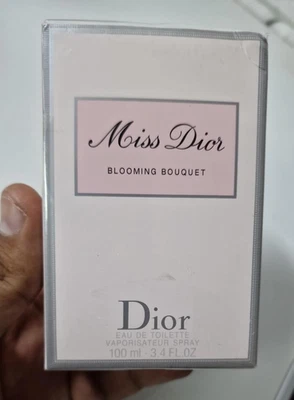 Miss Dior
BLOOMING BOUQUET
Dior
EAU DE TOILETTE
VAPORISATEUR SPRAY
100 ml · 3.4 FL.OZ